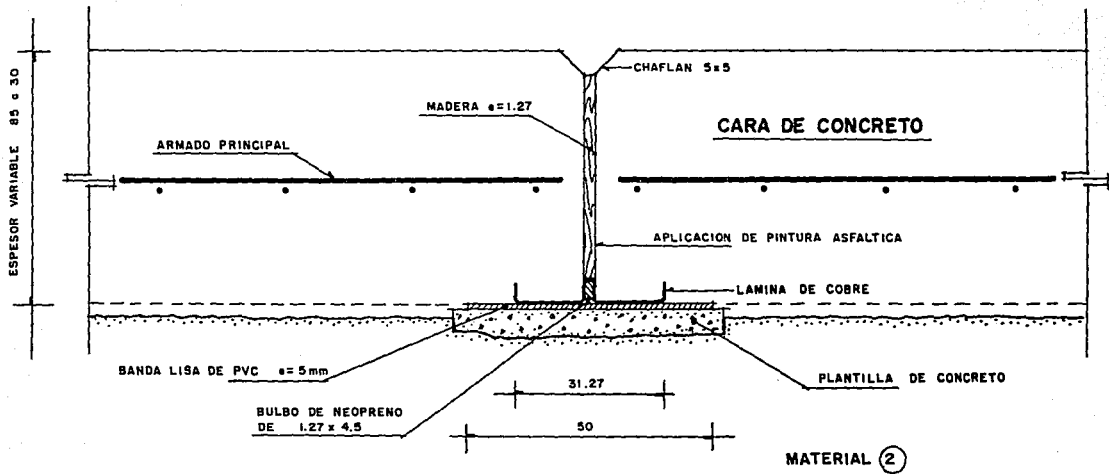 CHAFLAN 5x5
MADERA e=1.27
CARA DE CONCRETO
ARMADO PRINCIPAL
ESPESOR VARIABLE 85 a 30
APLICACION DE PINTURA ASFALTICA
LAMINA DE COBRE
BANDA LISA DE PVC e=5mm
31.27
PLANTILLA DE CONCRETO
BULBO DE NEOPRENO
DE 1.27 x 4.5
50
MATERIAL 2